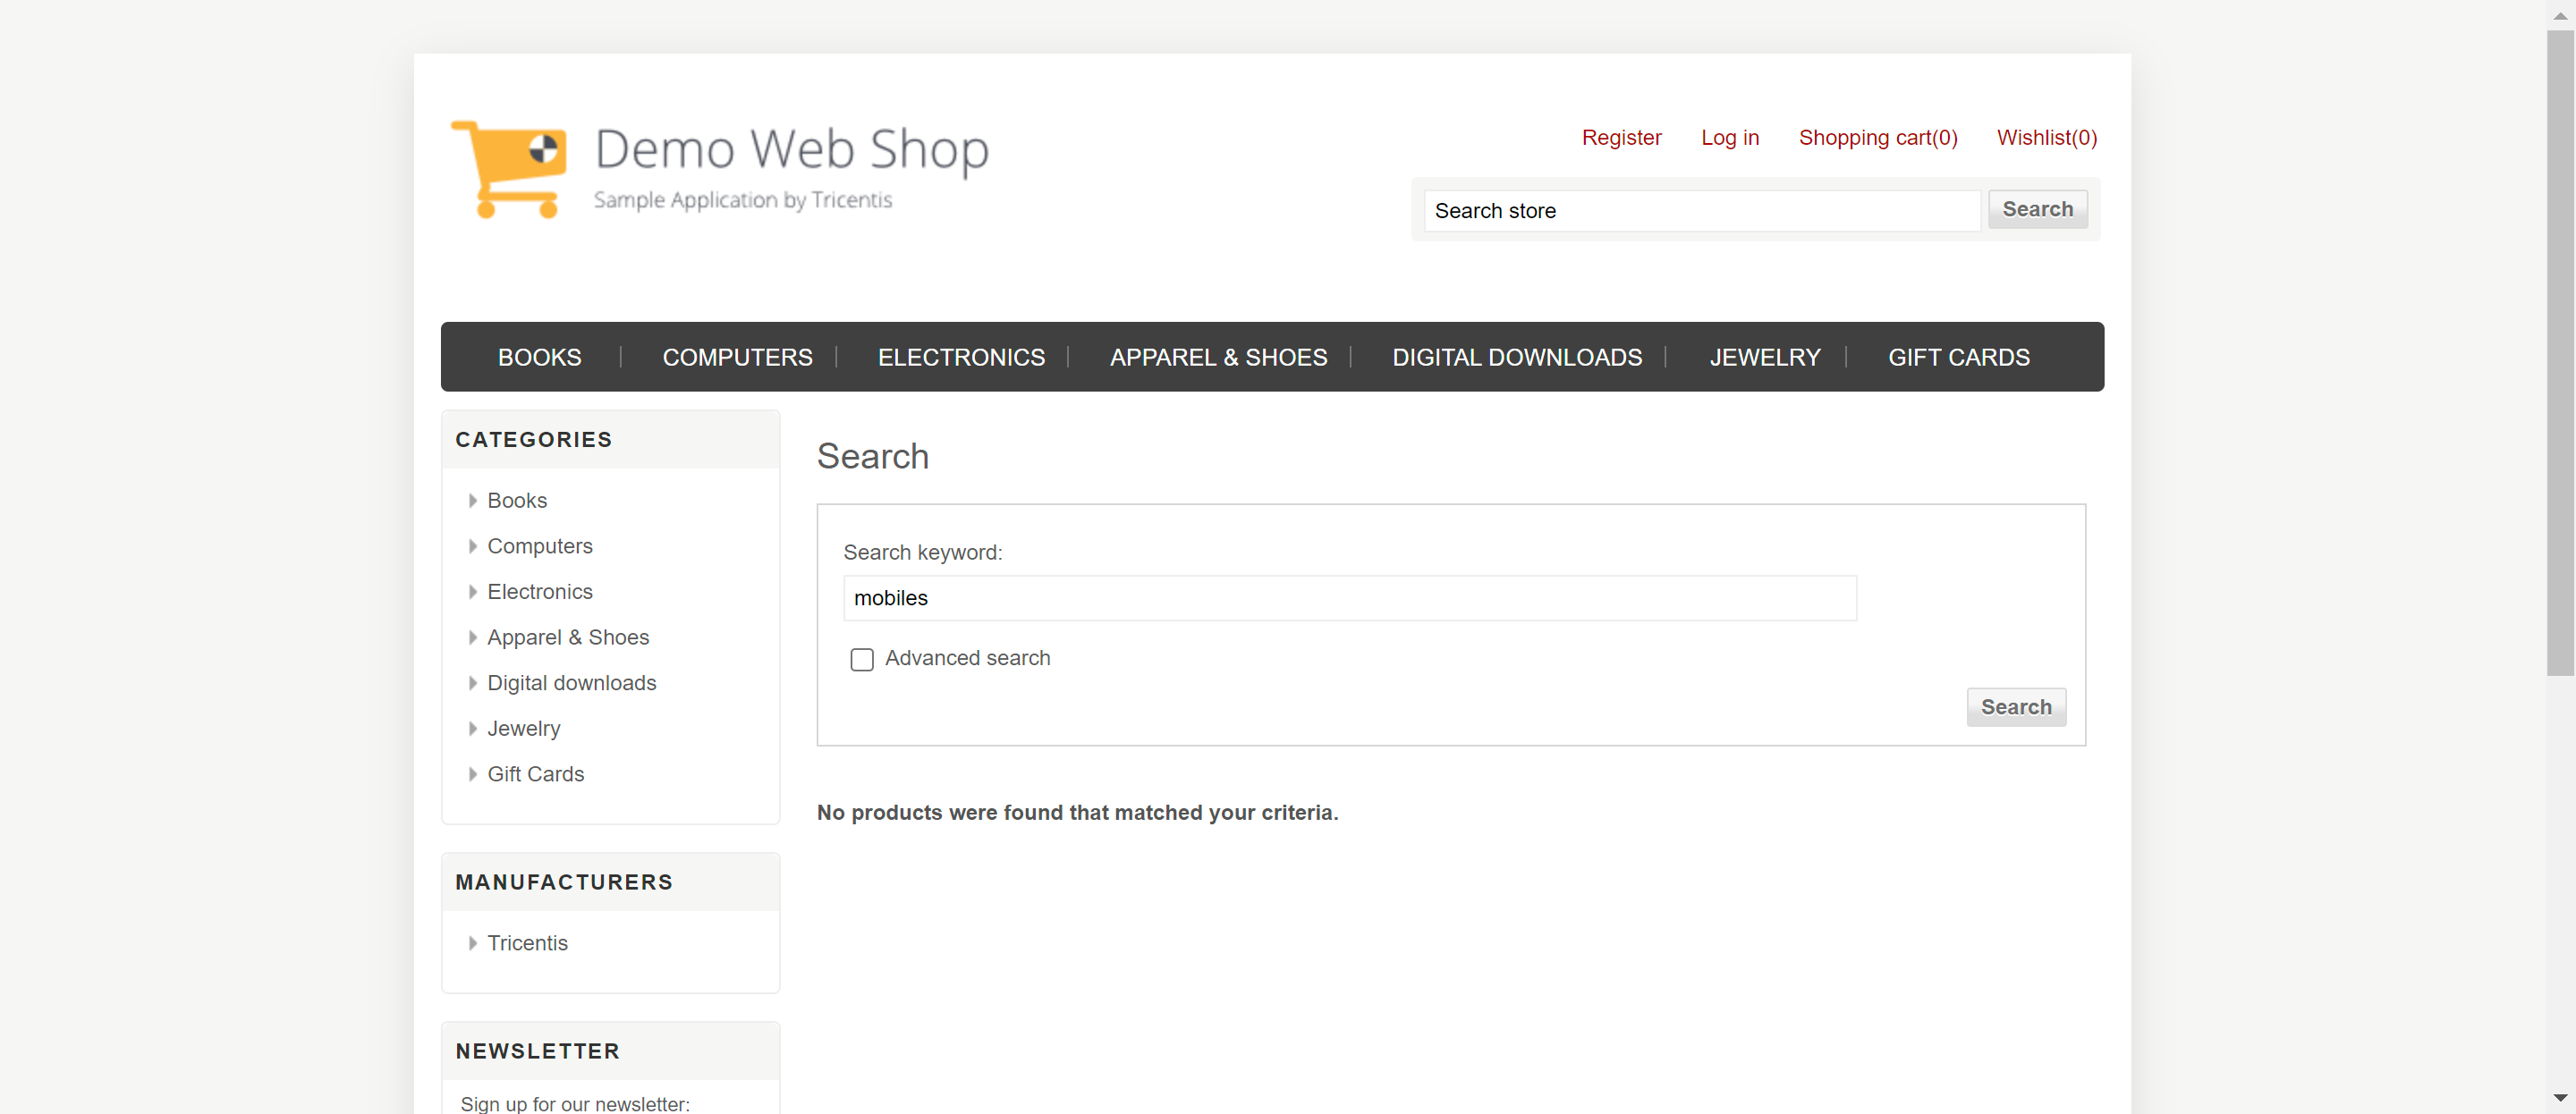 Demo Web Shop
Sample Application by Tricentis
Register Log in Shopping cart(0) Wishlist(0)
Search store Search
BOOKS COMPUTERS ELECTRONICS APPAREL & SHOES DIGITAL DOWNLOADS JEWELRY GIFT CARDS
CATEGORIES
Books
Computers
Electronics
Apparel & Shoes
Digital downloads
Jewelry
Gift Cards
MANUFACTURERS
Tricentis
NEWSLETTER
Sign up for our newsletter:
Search
Search keyword:
mobiles
Advanced search
Search
No products were found that matched your criteria.